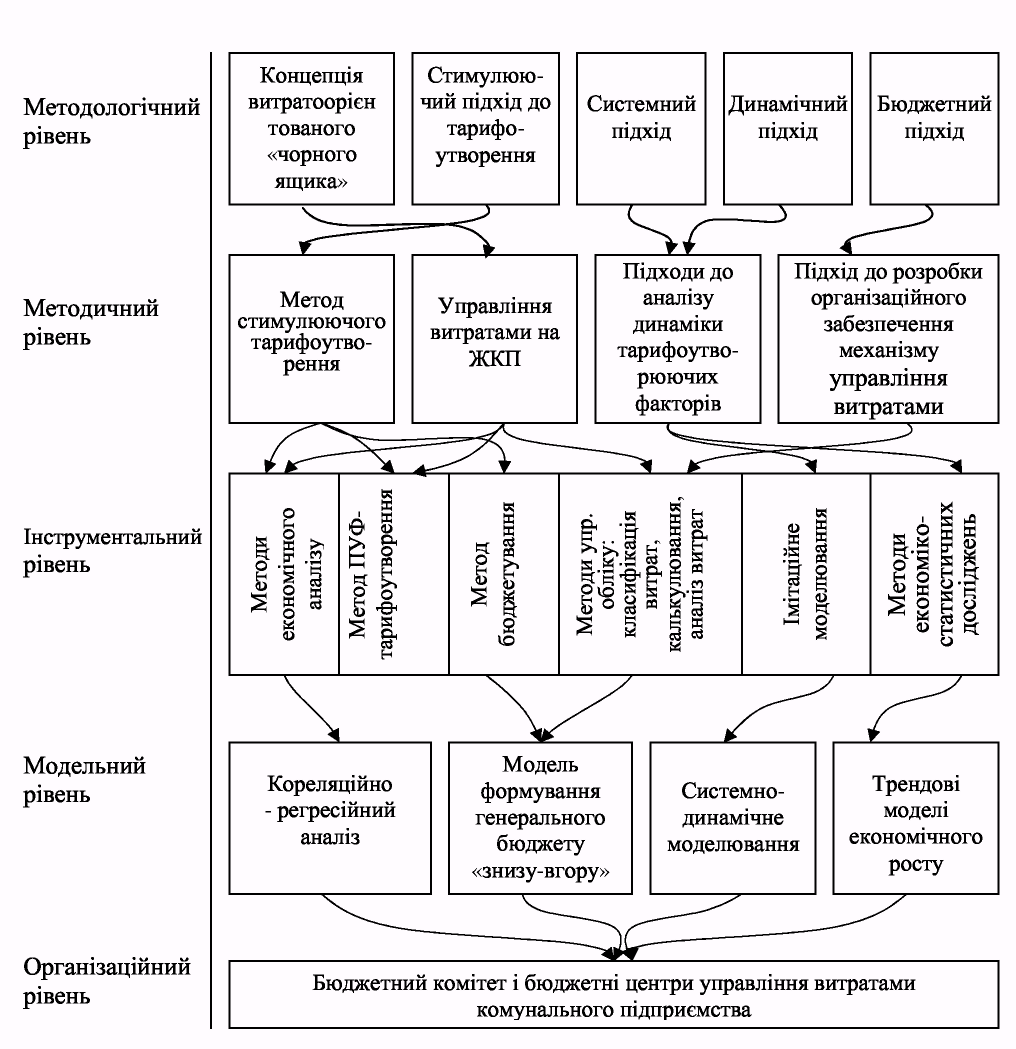 Методологічний
рівень
Концепція
витратоорієн
тованого
«чорного
ящика»
Стимулюю-
чий підхід до
тарифо-
утворення
Системний
підхід
Динамічний
підхід
Бюджетний
підхід
Методичний
рівень
Метод
стимулюючого
тарифоутво-
рення
Управління
витратами на
ЖКП
Підходи до
аналізу
динаміки
тарифоутво-
рюючих
факторів
Підхід до розробки
організаційного
забезпечення
механізму
управління
витратами
Інструментальний
рівень
Методи
економічного
аналізу
Метод ПУФ-
тарифоутворення
Метод
бюджетування
Методи упр.
обліку:
класифікація
витрат,
калькулювання,
аналіз витрат
Імітаційне
моделювання
Методи
економіко-
статистичних
досліджень
Модельний
рівень
Кореляційно
- регресійний
аналіз
Модель
формування
генерального
бюджету
«знизу-вгору»
Системно-
динамічне
моделювання
Трендові
моделі
економічного
росту
Організаційний
рівень
Бюджетний комітет і бюджетні центри управління витратами
комунального підприємства